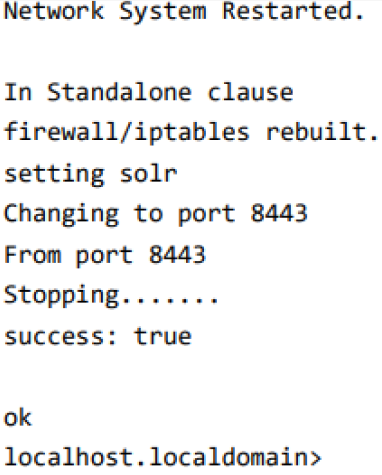 Network System Restarted.
In Standalone clause
firewall/iptables rebuilt.
setting solr
Changing to port 8443
From port 8443
Stopping.......
success: true
ok
localhost.localdomain>